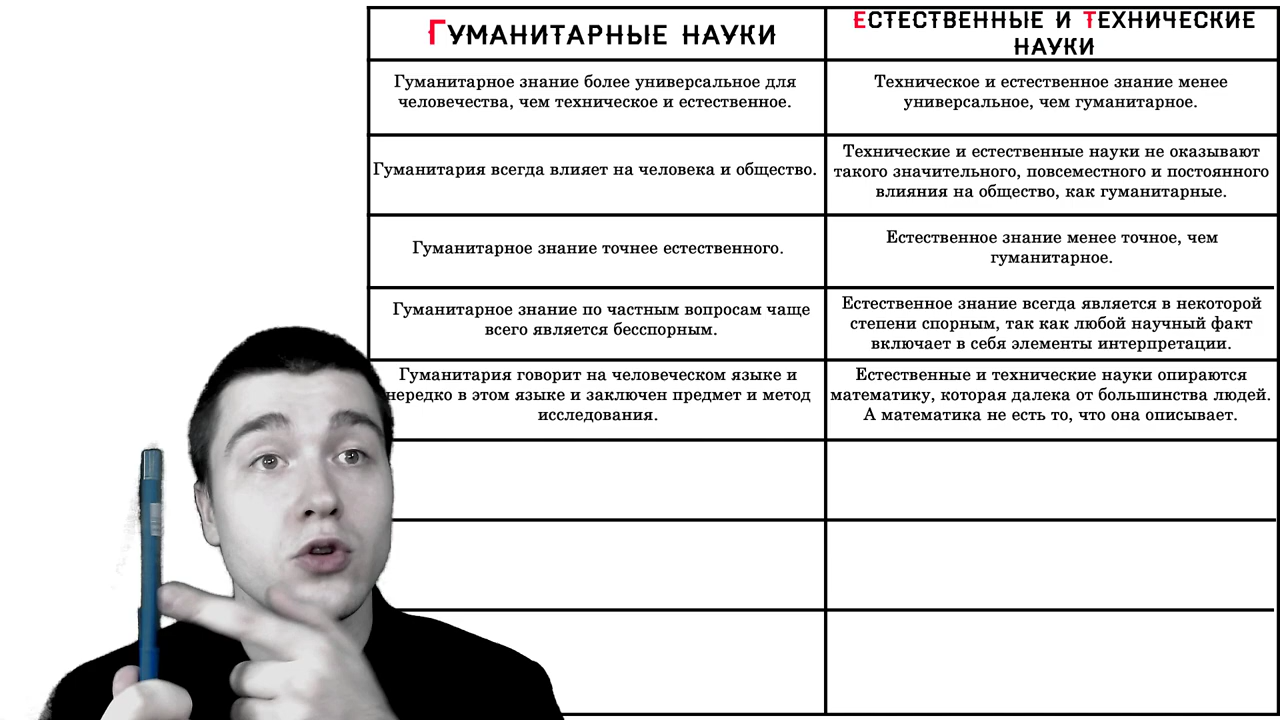 Гуманитарные науки
Естественные и Технические
науки
Гуманитарное знание более универсальное для
человечества, чем техническое и естественное.
Техническое и естественное знание менее
универсальное, чем гуманитарное.
Гуманитария всегда влияет на человека и общество.
Технические и естественные науки не оказывают
такого значительного, повсеместного и постоянного
влияния на общество, как гуманитарные.
Гуманитарное знание точнее естественного.
Естественное знание менее точное, чем
гуманитарное.
Гуманитарное знание по частным вопросам чаще
всего является бесспорным.
Естественное знание всегда является в некоторой
степени спорным, так как любой научный факт
включает в себя элементы интерпретации.
Гуманитария говорит на человеческом языке и
нередко в этом языке и заключен предмет и метод
исследования.
Естественные и технические науки опираются
математику, которая далека от большинства людей.
А математика не есть то, что она описывает.